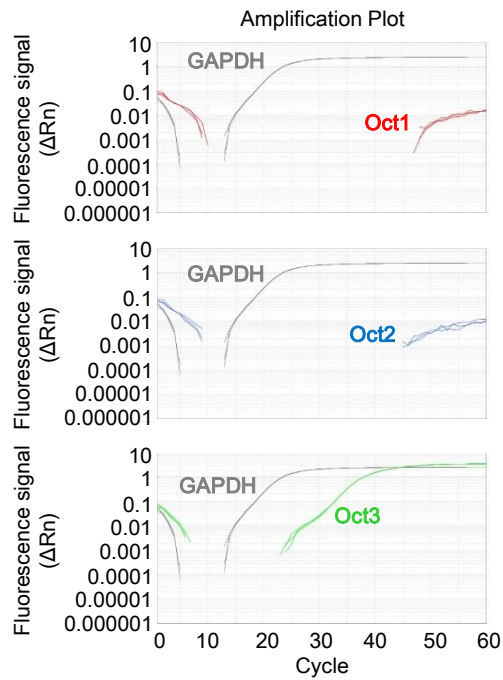 Amplification Plot
Fluorescence signal
(ΔRn)
10
1
0.1
0.01
0.001
0.0001
0.00001
0.000001
GAPDH
Oct1
Fluorescence signal
(ΔRn)
10
1
0.1
0.01
0.001
0.0001
0.00001
0.000001
GAPDH
Oct2
Fluorescence signal
(ΔRn)
10
1
0.1
0.01
0.001
0.0001
0.00001
0.000001
GAPDH
Oct3
0 10 20 30 40 50 60
Cycle